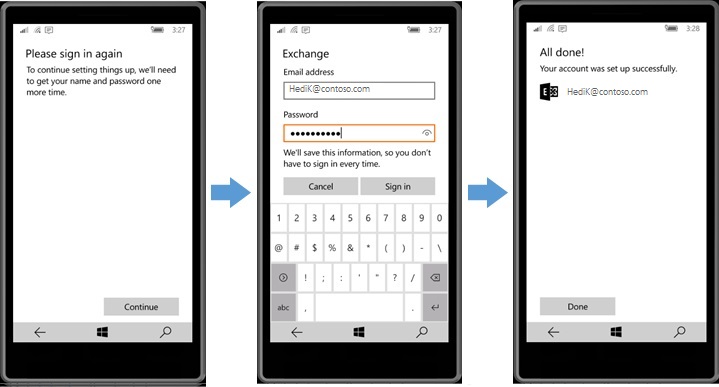 3:27
Please sign in again
To continue setting things up, we'll need
to get your name and password one
more time.
Continue
3:27
Exchange
Email address
HediK@contoso.com
Password
●●●●●●●●●●
We'll save this information, so you don't
have to sign in every time.
Cancel Sign in
1 2 3 4 5 6 7 8 9 0
@ # $ % & * ( ) - \
! ; : ' " ? /
abc , .
3:28
All done!
Your account was set up successfully.
E HediK@contoso.com
Done